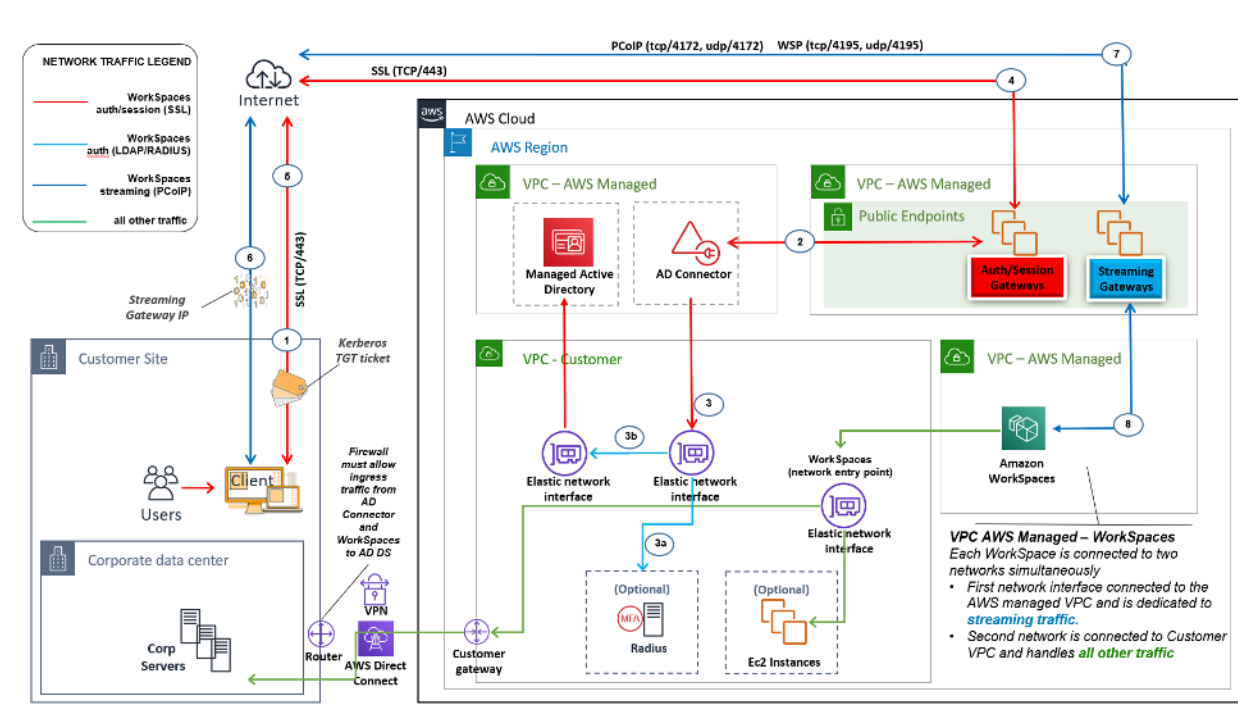 PCoIP (tcp/4172, udp/4172) WSP (tcp/4195, udp/4195)
7
NETWORK TRAFFIC LEGEND
WorkSpaces
auth/session (SSL)
WorkSpaces
auth (LDAP/RADIUS)
WorkSpaces
streaming (PCoIP)
all other traffic
Internet
SSL (TCP/443)
4
aws
AWS Cloud
AWS Region
VPC – AWS Managed
Managed Active
Directory
AD Connector
2
VPC – AWS Managed
Public Endpoints
Auth/Session
Gateways
Streaming
Gateways
5
6
SSL (TCP/443)
Streaming
Gateway IP
1
Kerberos
TGT ticket
Customer Site
Users
Client
Firewall
must allow
ingress
traffic from
AD
Connector
and
WorkSpaces
to AD DS
Corporate data center
Corp
Servers
VPN
Router
AWS Direct
Connect
VPC - Customer
3
3b
Elastic network
interface
Elastic network
interface
3a
WorkSpaces
(network entry point)
Elastic network
interface
(Optional)
MFA
Radius
(Optional)
Ec2 Instances
Customer
gateway
VPC – AWS Managed
8
Amazon
WorkSpaces
VPC AWS Managed – WorkSpaces
Each WorkSpace is connected to two
networks simultaneously
• First network interface connected to the
AWS managed VPC and is dedicated to
streaming traffic.
• Second network is connected to Customer
VPC and handles all other traffic